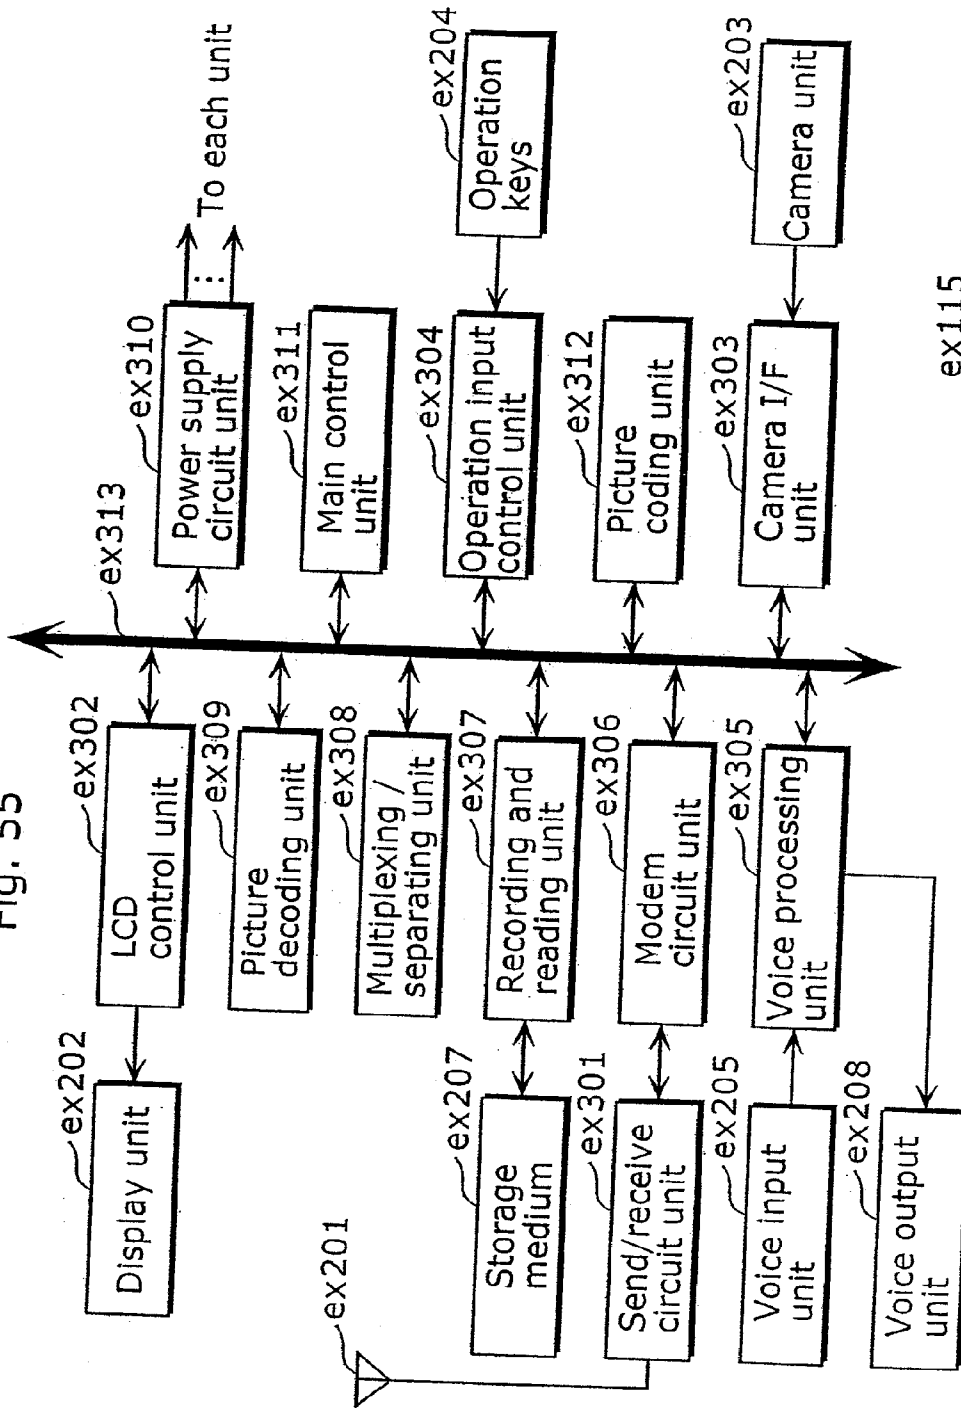 Fig. 55
ex201
ex202
Display unit
ex302
LCD
control unit
ex309
Picture
decoding unit
ex308
Multiplexing /
separating unit
ex207
Storage
medium
ex307
Recording and
reading unit
ex301
Send/receive
circuit unit
ex306
Modem
circuit unit
ex205
Voice input
unit
ex305
Voice processing
unit
ex208
Voice output
unit
ex313
ex310
Power supply
circuit unit
To each unit
ex311
Main control
unit
ex304
Operation input
control unit
ex204
Operation
keys
ex312
Picture
coding unit
ex303
Camera I/F
unit
ex203
Camera unit
ex115